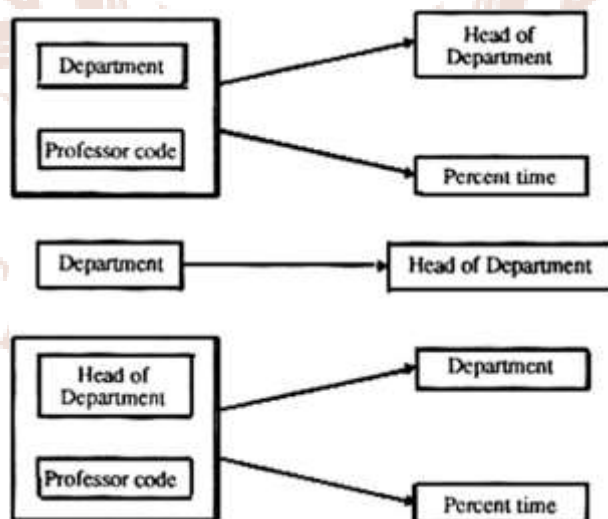 Department
Professor code
Head of
Department
Percent time
Department
Head of Department
Head of
Department
Professor code
Department
Percent time